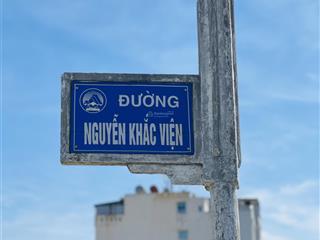 ĐƯỜNG
NGUYỄN KHẮC VIỆN